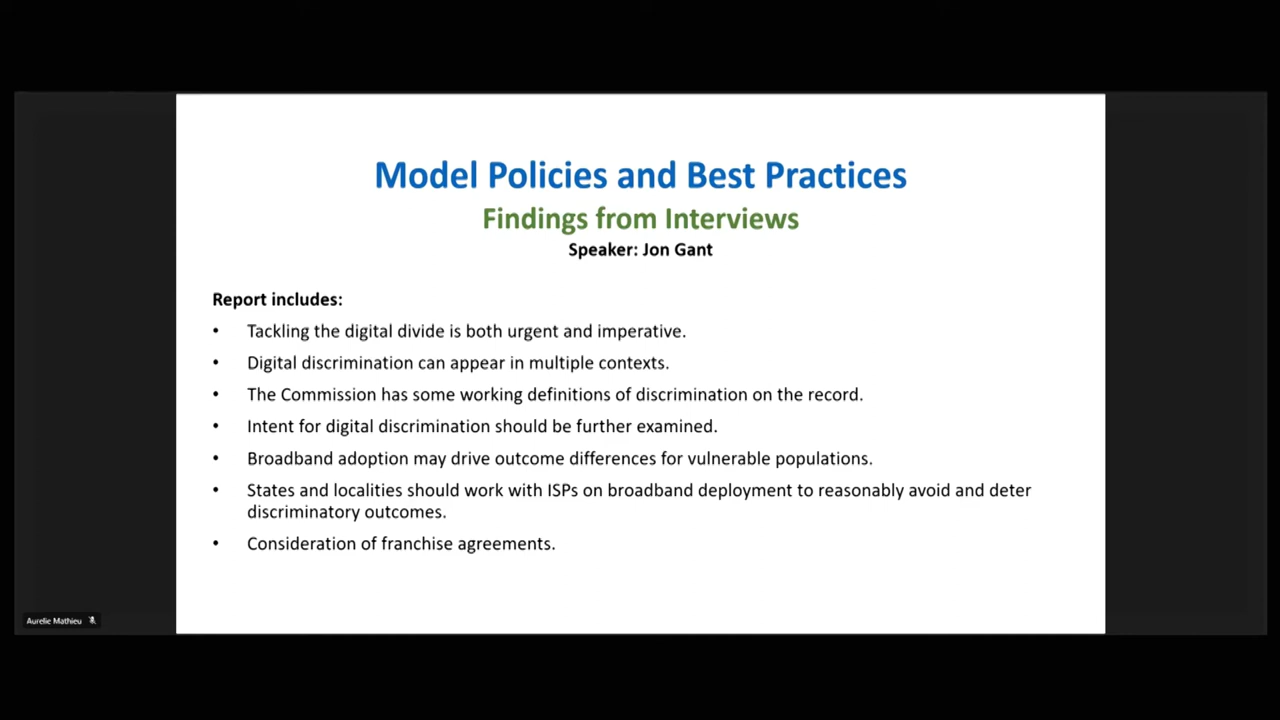 Model Policies and Best Practices
Findings from Interviews
Speaker: Jon Gant
Report includes:
• Tackling the digital divide is both urgent and imperative.
• Digital discrimination can appear in multiple contexts.
• The Commission has some working definitions of discrimination on the record.
• Intent for digital discrimination should be further examined.
• Broadband adoption may drive outcome differences for vulnerable populations.
• States and localities should work with ISPs on broadband deployment to reasonably avoid and deter
discriminatory outcomes.
• Consideration of franchise agreements.
Aurelie Mathieu